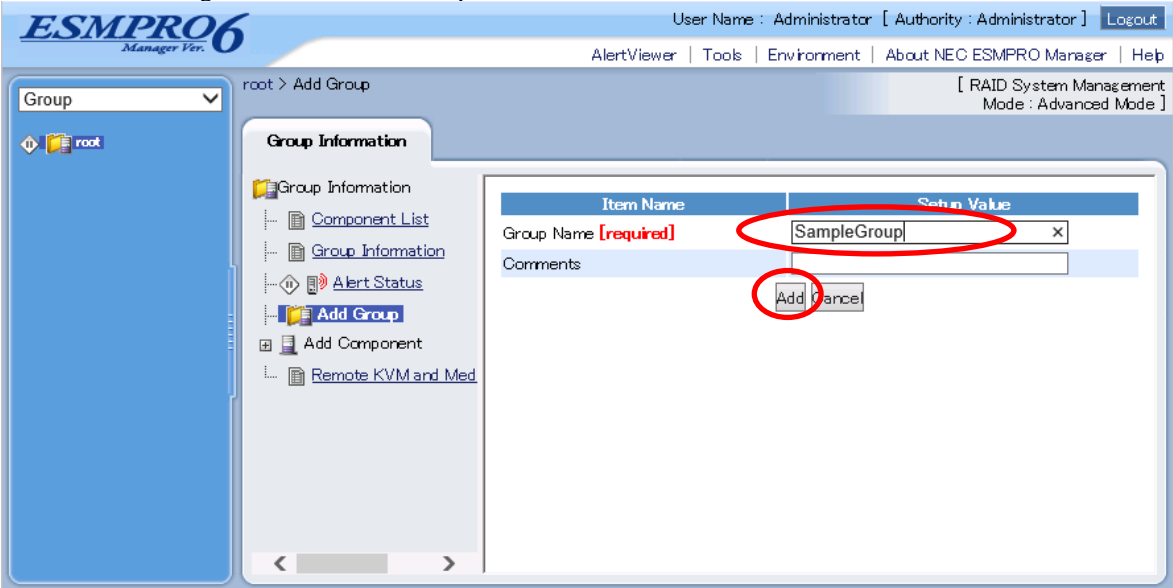 ESMPRO6
Manager Ver.
User Name : Administrator [ Authority : Administrator ] Logout
AlertViewer | Tools | Environment | About NEC ESMPRO Manager | Help
Group
root > Add Group
[ RAID System Management
Mode : Advanced Mode ]
root
Group Information
Group Information
Component List
Group Information
Alert Status
Add Group
Add Component
Remote KVM and Med
Item Name Setup Value
Group Name [required] SampleGroup ×
Comments
Add Cancel